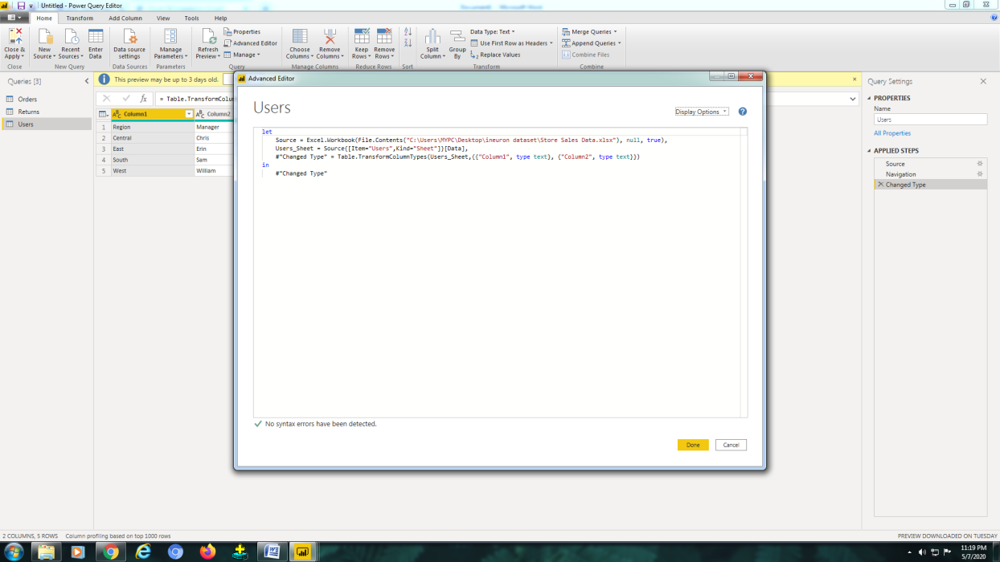 Untitled - Power Query Editor
Home Transform Add Column View Tools Help
Close & Apply
New Source
Recent Sources
Enter Data
Data source settings
Manage Parameters
Refresh Preview
Properties
Advanced Editor
Manage
Choose Columns
Remove Columns
Keep Rows
Remove Rows
Split Column
Group By
Data Type: Text
Use First Row as Headers
Replace Values
Merge Queries
Append Queries
Combine Files
Close
New Query
Data Sources
Parameters
Query
Manage Columns
Reduce Rows
Sort
Transform
Combine
Queries [3]
Orders
Returns
Users
This preview may be up to 3 days old.
fx = Table.TransformColu
Column1 Column2
1 Region Manager
2 Central Chris
3 East Erin
4 South Sam
5 West William
Advanced Editor
Users
Display Options
let
Source = Excel.Workbook(File.Contents("C:\Users\MYPC\Desktop\ineuron dataset\Store Sales Data.xlsx"), null, true),
Users_Sheet = Source{[Item="Users",Kind="Sheet"]}[Data],
#"Changed Type" = Table.TransformColumnTypes(Users_Sheet,{{"Column1", type text}, {"Column2", type text}})
in
#"Changed Type"
No syntax errors have been detected.
Done Cancel
Query Settings
PROPERTIES
Name
Users
All Properties
APPLIED STEPS
Source
Navigation
Changed Type
2 COLUMNS, 5 ROWS Column profiling based on top 1000 rows
PREVIEW DOWNLOADED ON TUESDAY
11:19 PM
5/7/2020